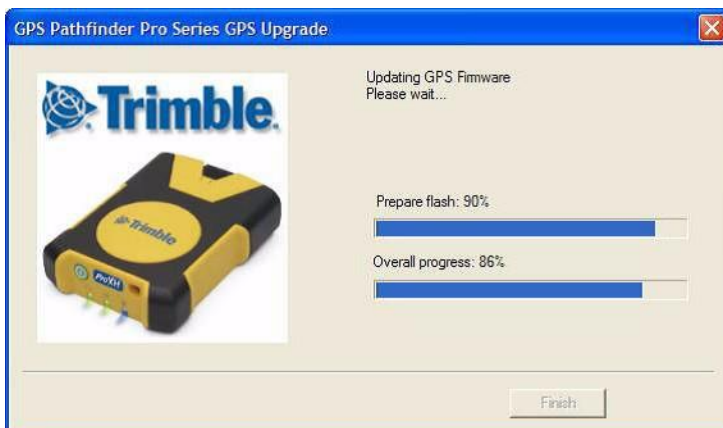 GPS Pathfinder Pro Series GPS Upgrade
Trimble.
Trimble
ProXH
Updating GPS Firmware
Please wait...
Prepare flash: 90%
Overall progress: 86%
Finish